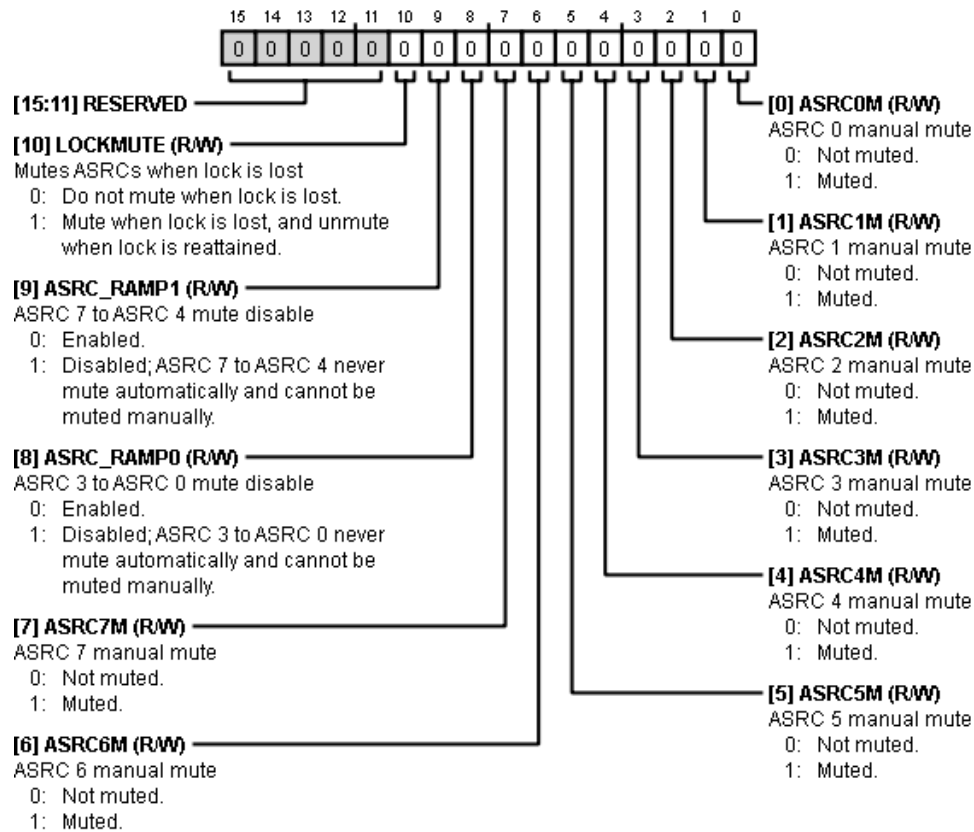 15 14 13 12 11 10 9 8 7 6 5 4 3 2 1 0
0 0 0 0 0 0 0 0 0 0 0 0 0 0 0 0
[15:11] RESERVED
[10] LOCKMUTE (R/W)
Mutes ASRCs when lock is lost
0: Do not mute when lock is lost.
1: Mute when lock is lost, and unmute
when lock is reattained.
[9] ASRC_RAMP1 (R/W)
ASRC 7 to ASRC 4 mute disable
0: Enabled.
1: Disabled; ASRC 7 to ASRC 4 never
mute automatically and cannot be
muted manually.
[8] ASRC_RAMP0 (R/W)
ASRC 3 to ASRC 0 mute disable
0: Enabled.
1: Disabled; ASRC 3 to ASRC 0 never
mute automatically and cannot be
muted manually.
[7] ASRC7M (R/W)
ASRC 7 manual mute
0: Not muted.
1: Muted.
[6] ASRC6M (R/W)
ASRC 6 manual mute
0: Not muted.
1: Muted.
[0] ASRC0M (R/W)
ASRC 0 manual mute
0: Not muted.
1: Muted.
[1] ASRC1M (R/W)
ASRC 1 manual mute
0: Not muted.
1: Muted.
[2] ASRC2M (R/W)
ASRC 2 manual mute
0: Not muted.
1: Muted.
[3] ASRC3M (R/W)
ASRC 3 manual mute
0: Not muted.
1: Muted.
[4] ASRC4M (R/W)
ASRC 4 manual mute
0: Not muted.
1: Muted.
[5] ASRC5M (R/W)
ASRC 5 manual mute
0: Not muted.
1: Muted.